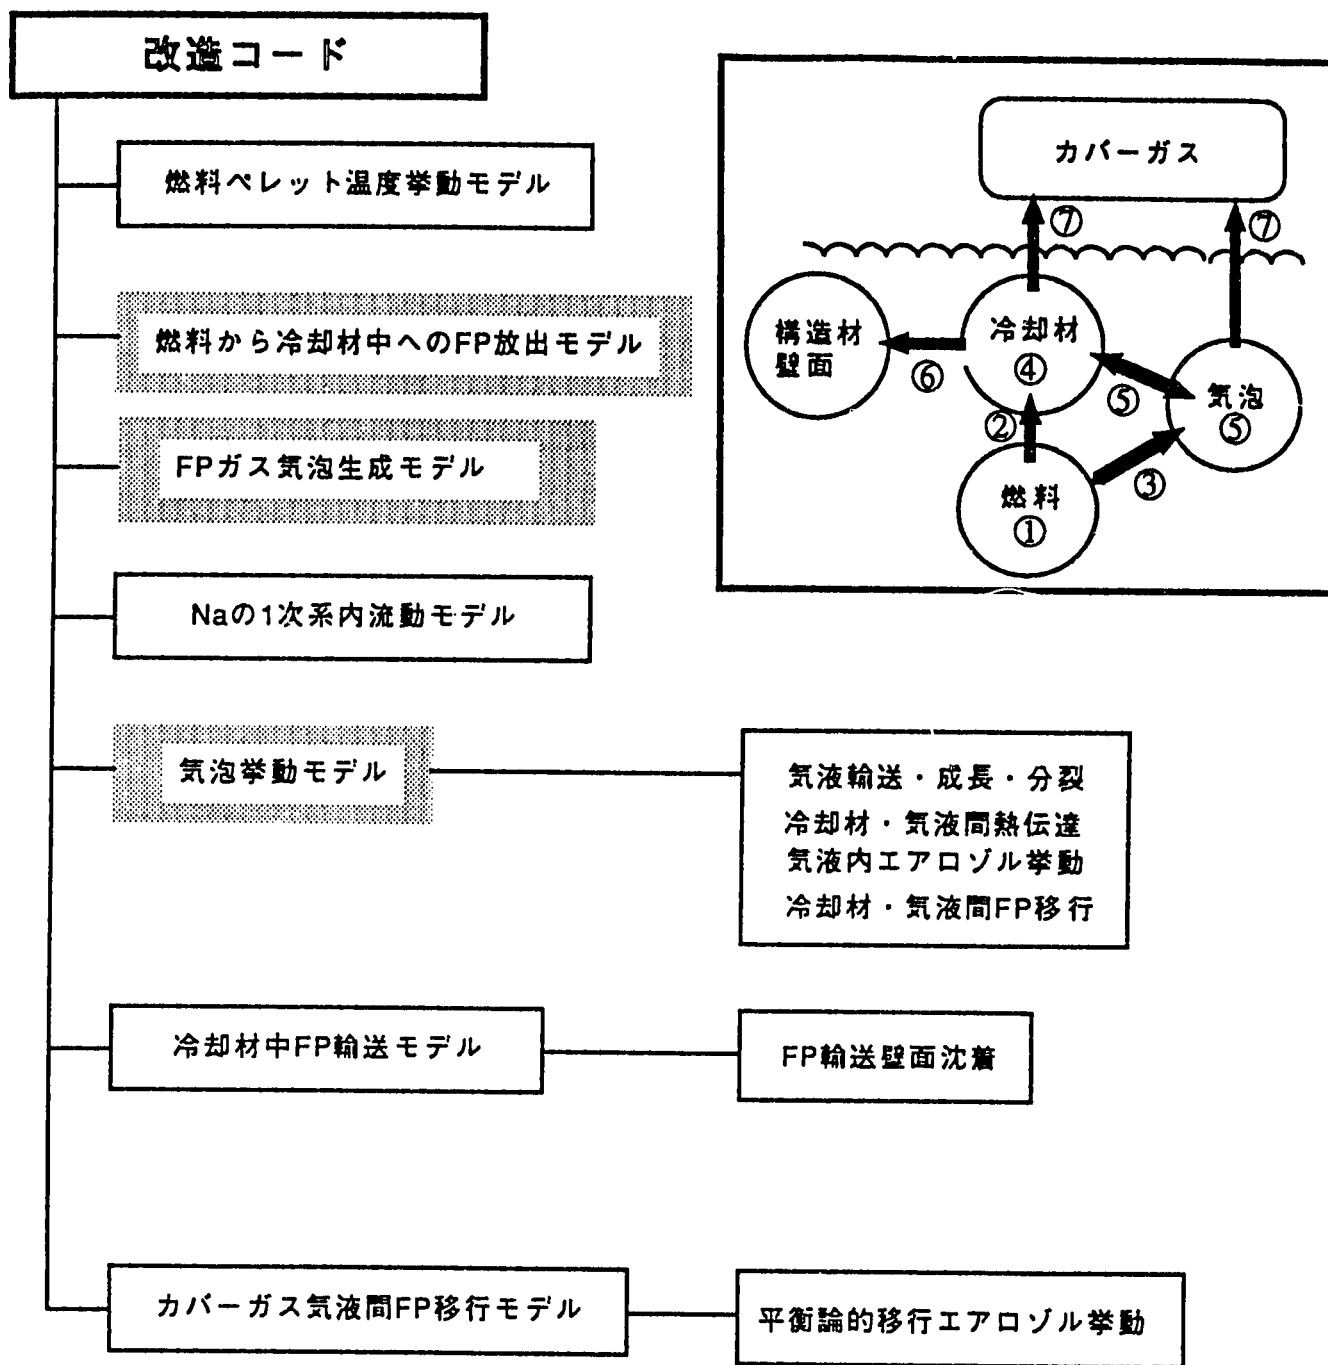 改造コード
燃料ペレット温度挙動モデル
燃料から冷却材中へのFP放出モデル
FPガス気泡生成モデル
Naの1次系内流動モデル
気泡挙動モデル
気液輸送・成長・分裂
冷却材・気液間熱伝達
気液内エアロゾル挙動
冷却材・気液間FP移行
冷却材中FP輸送モデル
FP輸送壁面沈着
カバーガス気液間FP移行モデル
平衡論的移行エアロゾル挙動
カバーガス
⑦
⑦
構造材
壁面
冷却材
④
⑥
⑤
気泡
⑤
②
③
燃料
①